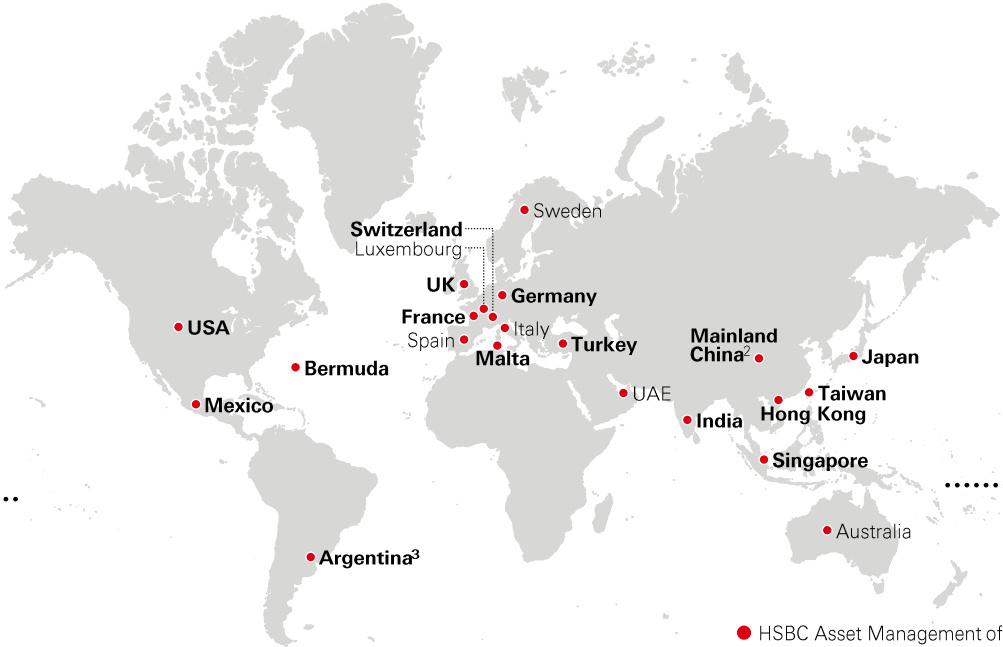 Sweden
Switzerland
Luxembourg
UK
Germany
France
Italy
USA
Spain
Malta
Turkey
Mainland
China²
Japan
Bermuda
UAE
Taiwan
Mexico
Hong Kong
India
Singapore
Australia
Argentina³
HSBC Asset Management of